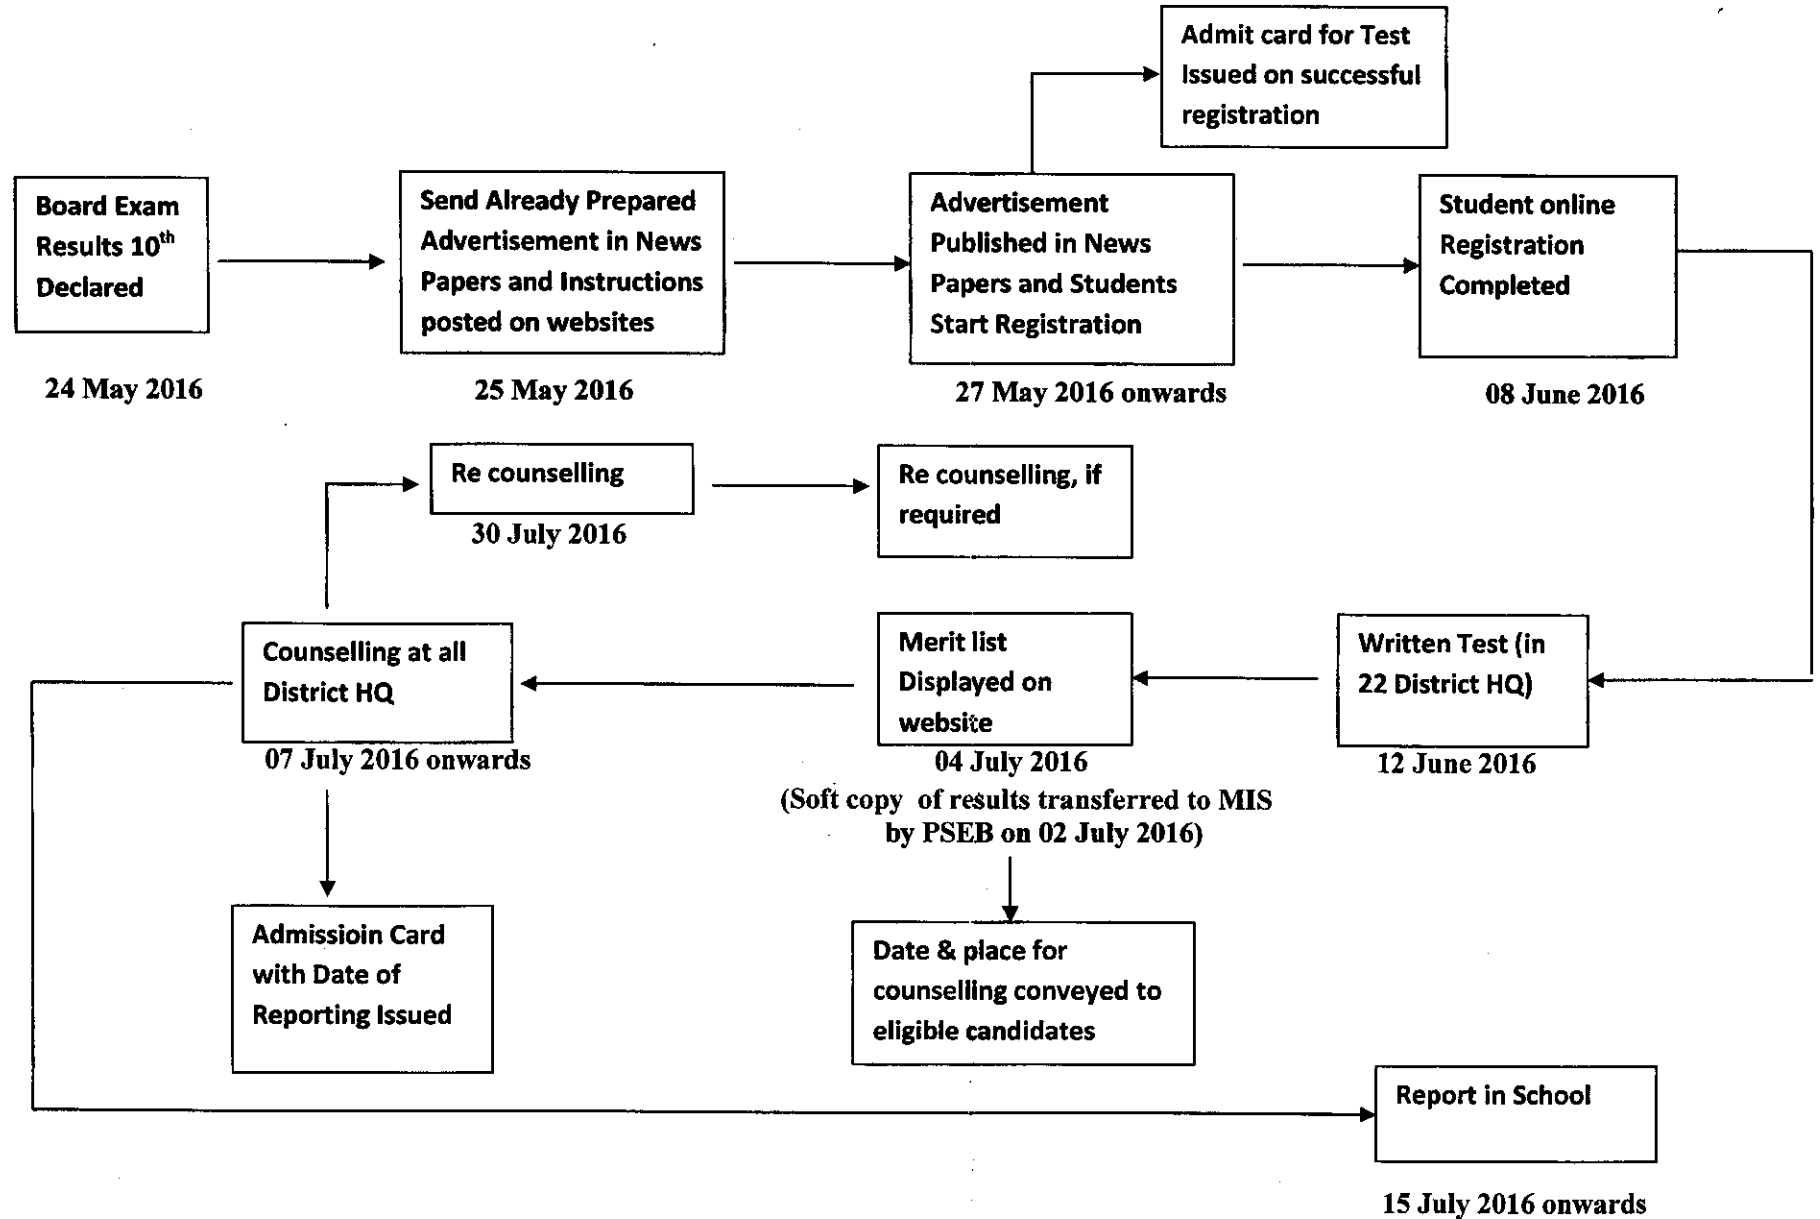 Admit card for Test
Issued on successful
registration
Board Exam
Results 10th
Declared
24 May 2016
Send Already Prepared
Advertisement in News
Papers and Instructions
posted on websites
25 May 2016
Advertisement
Published in News
Papers and Students
Start Registration
27 May 2016 onwards
Student online
Registration
Completed
08 June 2016
Re counselling
30 July 2016
Re counselling, if
required
Counselling at all
District HQ
07 July 2016 onwards
Merit list
Displayed on
website
04 July 2016
(Soft copy of results transferred to MIS
by PSEB on 02 July 2016)
Written Test (in
22 District HQ)
12 June 2016
Admissioin Card
with Date of
Reporting Issued
Date & place for
counselling conveyed to
eligible candidates
Report in School
15 July 2016 onwards